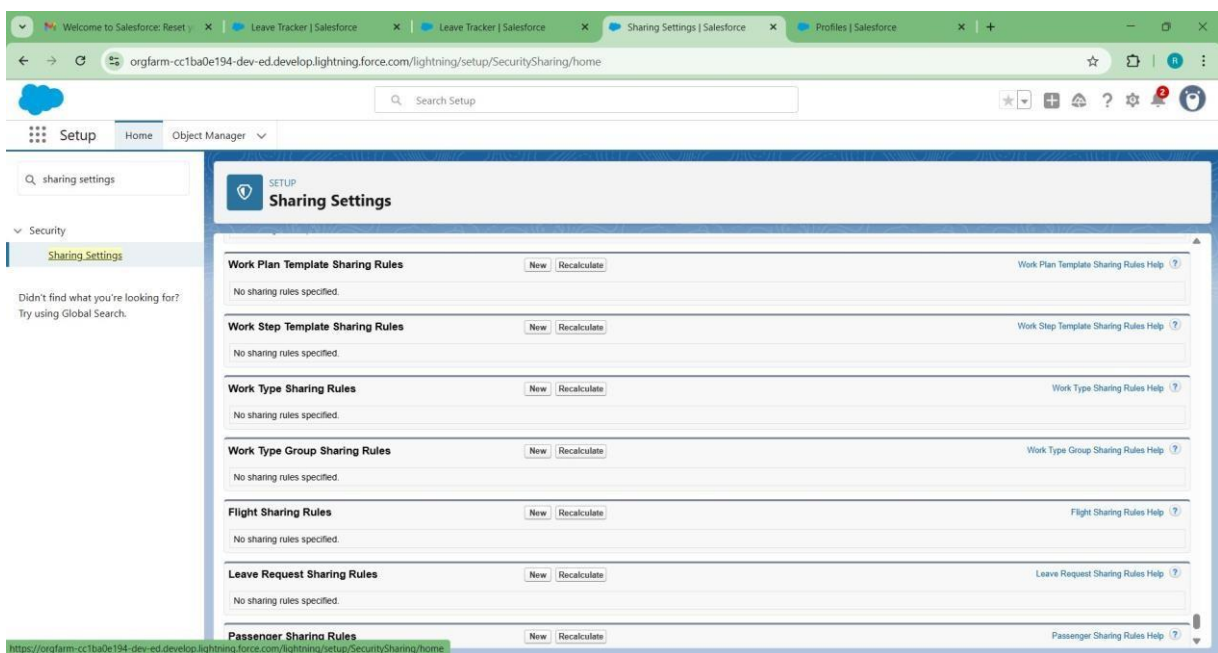 Welcome to Salesforce: Reset y
Leave Tracker | Salesforce
Leave Tracker | Salesforce
Sharing Settings | Salesforce
Profiles | Salesforce
orgfarm-cc1ba0e194-dev-ed.develop.lightning.force.com/lightning/setup/SecuritySharing/home
R
Search Setup
2
Setup
Home
Object Manager
sharing settings
SETUP
Sharing Settings
Security
Sharing Settings
Didn't find what you're looking for?
Try using Global Search.
Work Plan Template Sharing Rules New Recalculate Work Plan Template Sharing Rules Help ?
No sharing rules specified.
Work Step Template Sharing Rules New Recalculate Work Step Template Sharing Rules Help ?
No sharing rules specified.
Work Type Sharing Rules New Recalculate Work Type Sharing Rules Help ?
No sharing rules specified.
Work Type Group Sharing Rules New Recalculate Work Type Group Sharing Rules Help ?
No sharing rules specified.
Flight Sharing Rules New Recalculate Flight Sharing Rules Help ?
No sharing rules specified.
Leave Request Sharing Rules New Recalculate Leave Request Sharing Rules Help ?
No sharing rules specified.
Passenger Sharing Rules New Recalculate Passenger Sharing Rules Help ?
https://orgfarm-cc1ba0e194-dev-ed.develop.lightning.force.com/lightning/setup/SecuritySharing/home